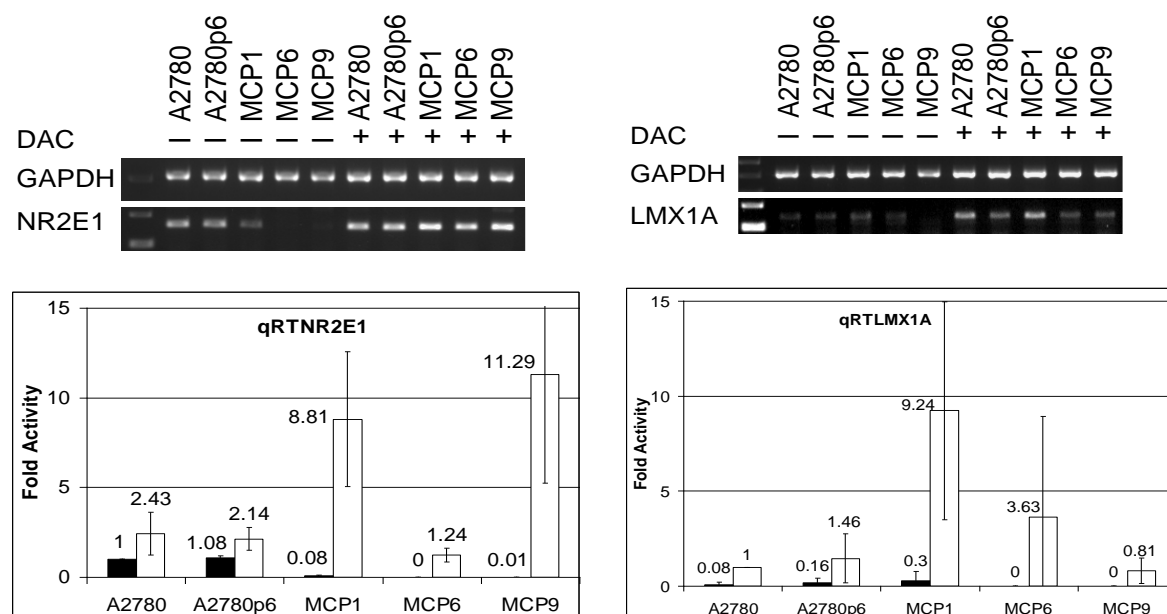 A2780 A2780p6 MCP1 MCP6 MCP9 A2780 A2780p6 MCP1 MCP6 MCP9
DAC – – – – – + + + + +
GAPDH
NR2E1
qRTNR2E1
Fold Activity
15
10
5
0
1 2.43 1.08 2.14 0.08 8.81 0 1.24 0.01 11.29
A2780 A2780p6 MCP1 MCP6 MCP9
A2780 A2780p6 MCP1 MCP6 MCP9 A2780 A2780p6 MCP1 MCP6 MCP9
DAC – – – – – + + + + +
GAPDH
LMX1A
qRTLMX1A
Fold Activity
15
10
5
0
0.08 1 0.16 1.46 0.3 9.24 0 3.63 0 0.81
A2780 A2780p6 MCP1 MCP6 MCP9